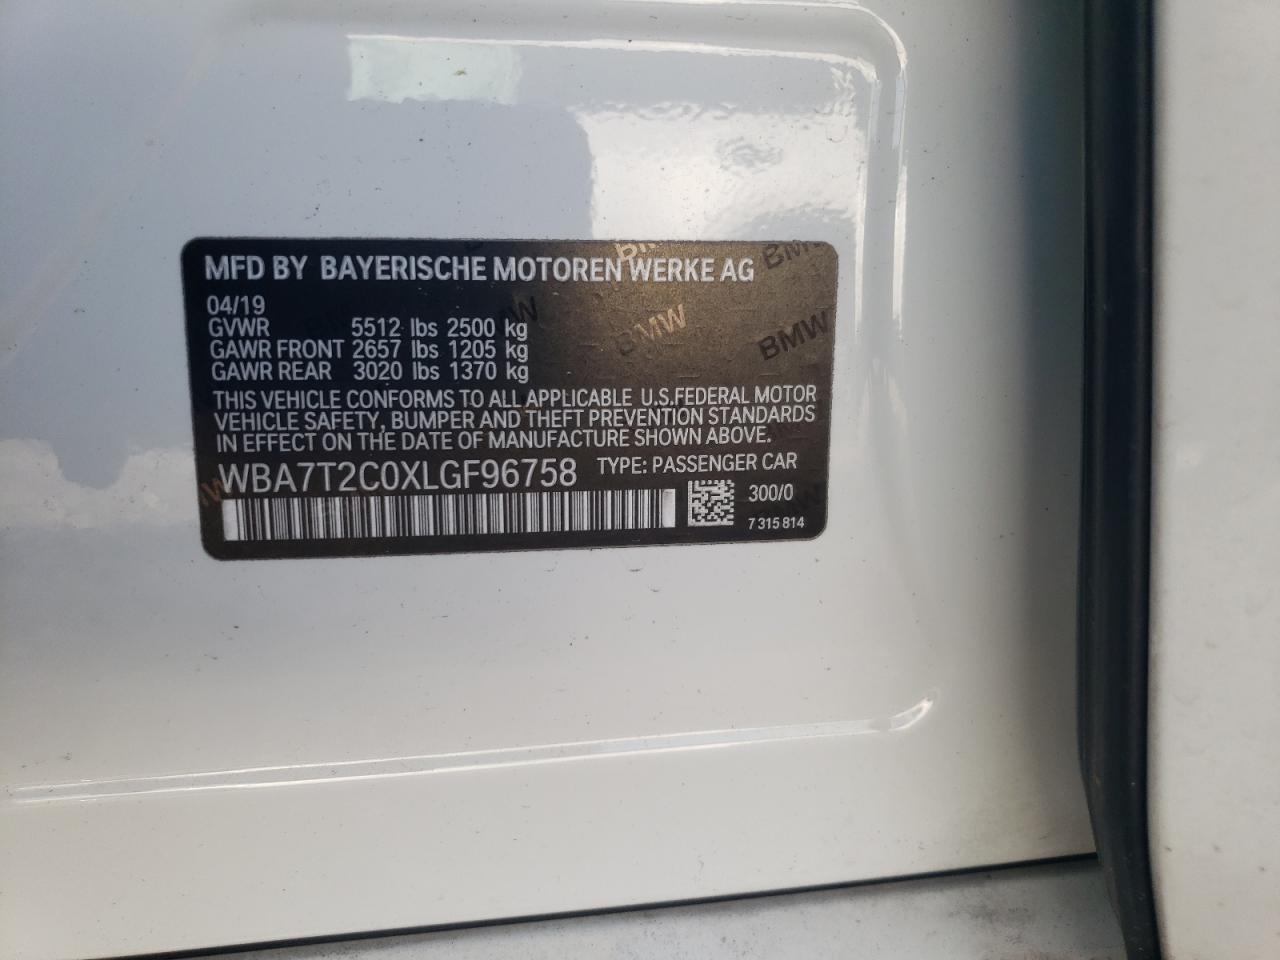 MFD BY BAYERISCHE MOTOREN WERKE AG
04/19
GVWR 5512 lbs 2500 kg
GAWR FRONT 2657 lbs 1205 kg
GAWR REAR 3020 lbs 1370 kg
THIS VEHICLE CONFORMS TO ALL APPLICABLE U.S.FEDERAL MOTOR
VEHICLE SAFETY, BUMPER AND THEFT PREVENTION STANDARDS
IN EFFECT ON THE DATE OF MANUFACTURE SHOWN ABOVE.
WBA7T2C0XLGF96758 TYPE: PASSENGER CAR
300/0
7 315 814
BMW
BMW
BMW